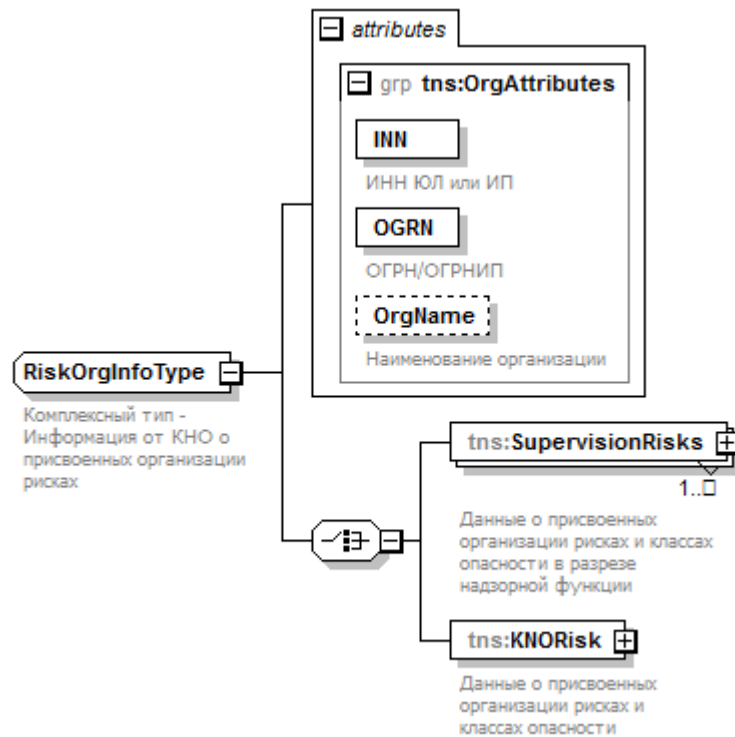 attributes
grp tns:OrgAttributes
INN
ИНН ЮЛ или ИП
OGRN
ОГРН/ОГРНИП
OrgName
Наименование организации
RiskOrgInfoType
Комплексный тип -
Информация от КНО о
присвоенных организации
рисках
tns:SupervisionRisks
1..□
Данные о присвоенных
организации рисках и классах
опасности в разрезе
надзорной функции
tns:KNORisk
Данные о присвоенных
организации рисках и
классах опасности